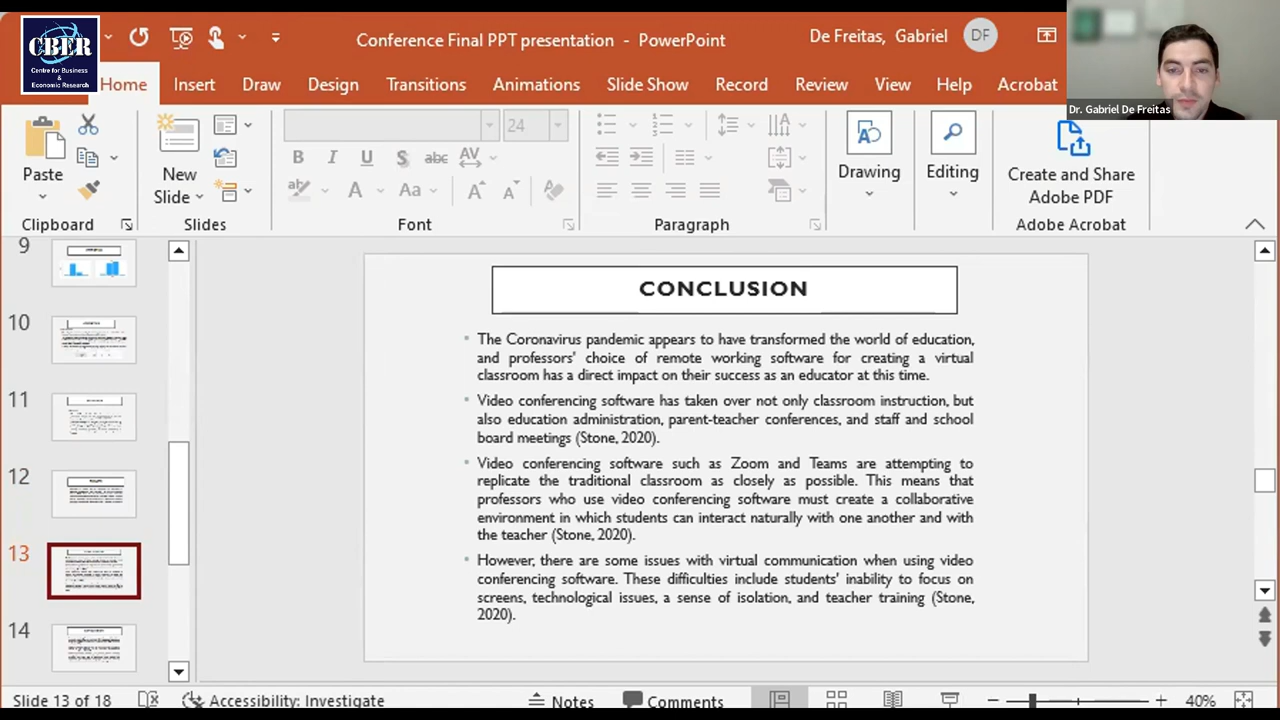 CBER
Centre for Business
&
Economic Research
Conference Final PPT presentation - PowerPoint
De Freitas, Gabriel
DF
Dr. Gabriel De Freitas
Home Insert Draw Design Transitions Animations Slide Show Record Review View Help Acrobat
24
Paste
New
Slide
Drawing
Editing
Create and Share
Adobe PDF
B I U S abc AV
A Aa A A
Clipboard
Slides
Font
Paragraph
Adobe Acrobat
9
10
11
12
13
14
CONCLUSION
The Coronavirus pandemic appears to have transformed the world of education,
and professors' choice of remote working software for creating a virtual
classroom has a direct impact on their success as an educator at this time.
Video conferencing software has taken over not only classroom instruction, but
also education administration, parent-teacher conferences, and staff and school
board meetings (Stone, 2020).
Video conferencing software such as Zoom and Teams are attempting to
replicate the traditional classroom as closely as possible. This means that
professors who use video conferencing software must create a collaborative
environment in which students can interact naturally with one another and with
the teacher (Stone, 2020).
However, there are some issues with virtual communication when using video
conferencing software. These difficulties include students' inability to focus on
screens, technological issues, a sense of isolation, and teacher training (Stone,
2020).
Slide 13 of 18
Accessibility: Investigate
Notes
Comments
40%